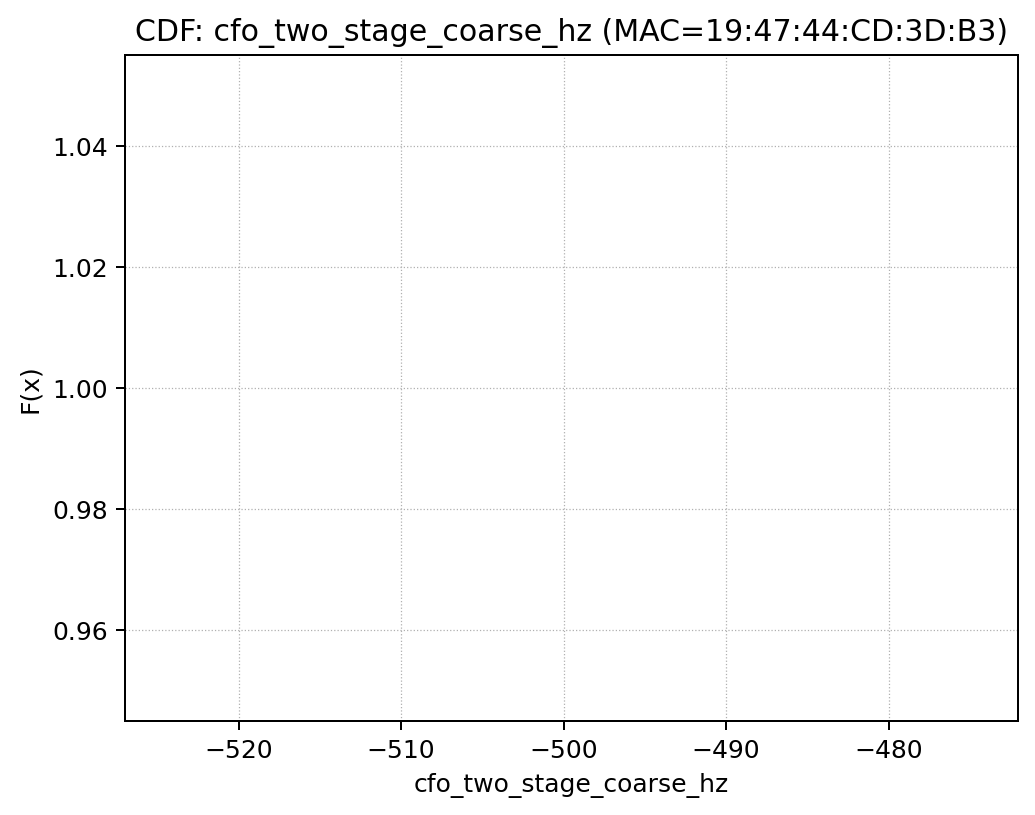 CDF: cfo_two_stage_coarse_hz (MAC=19:47:44:CD:3D:B3)
F(x)
1.04
1.02
1.00
0.98
0.96
−520 −510 −500 −490 −480
cfo_two_stage_coarse_hz